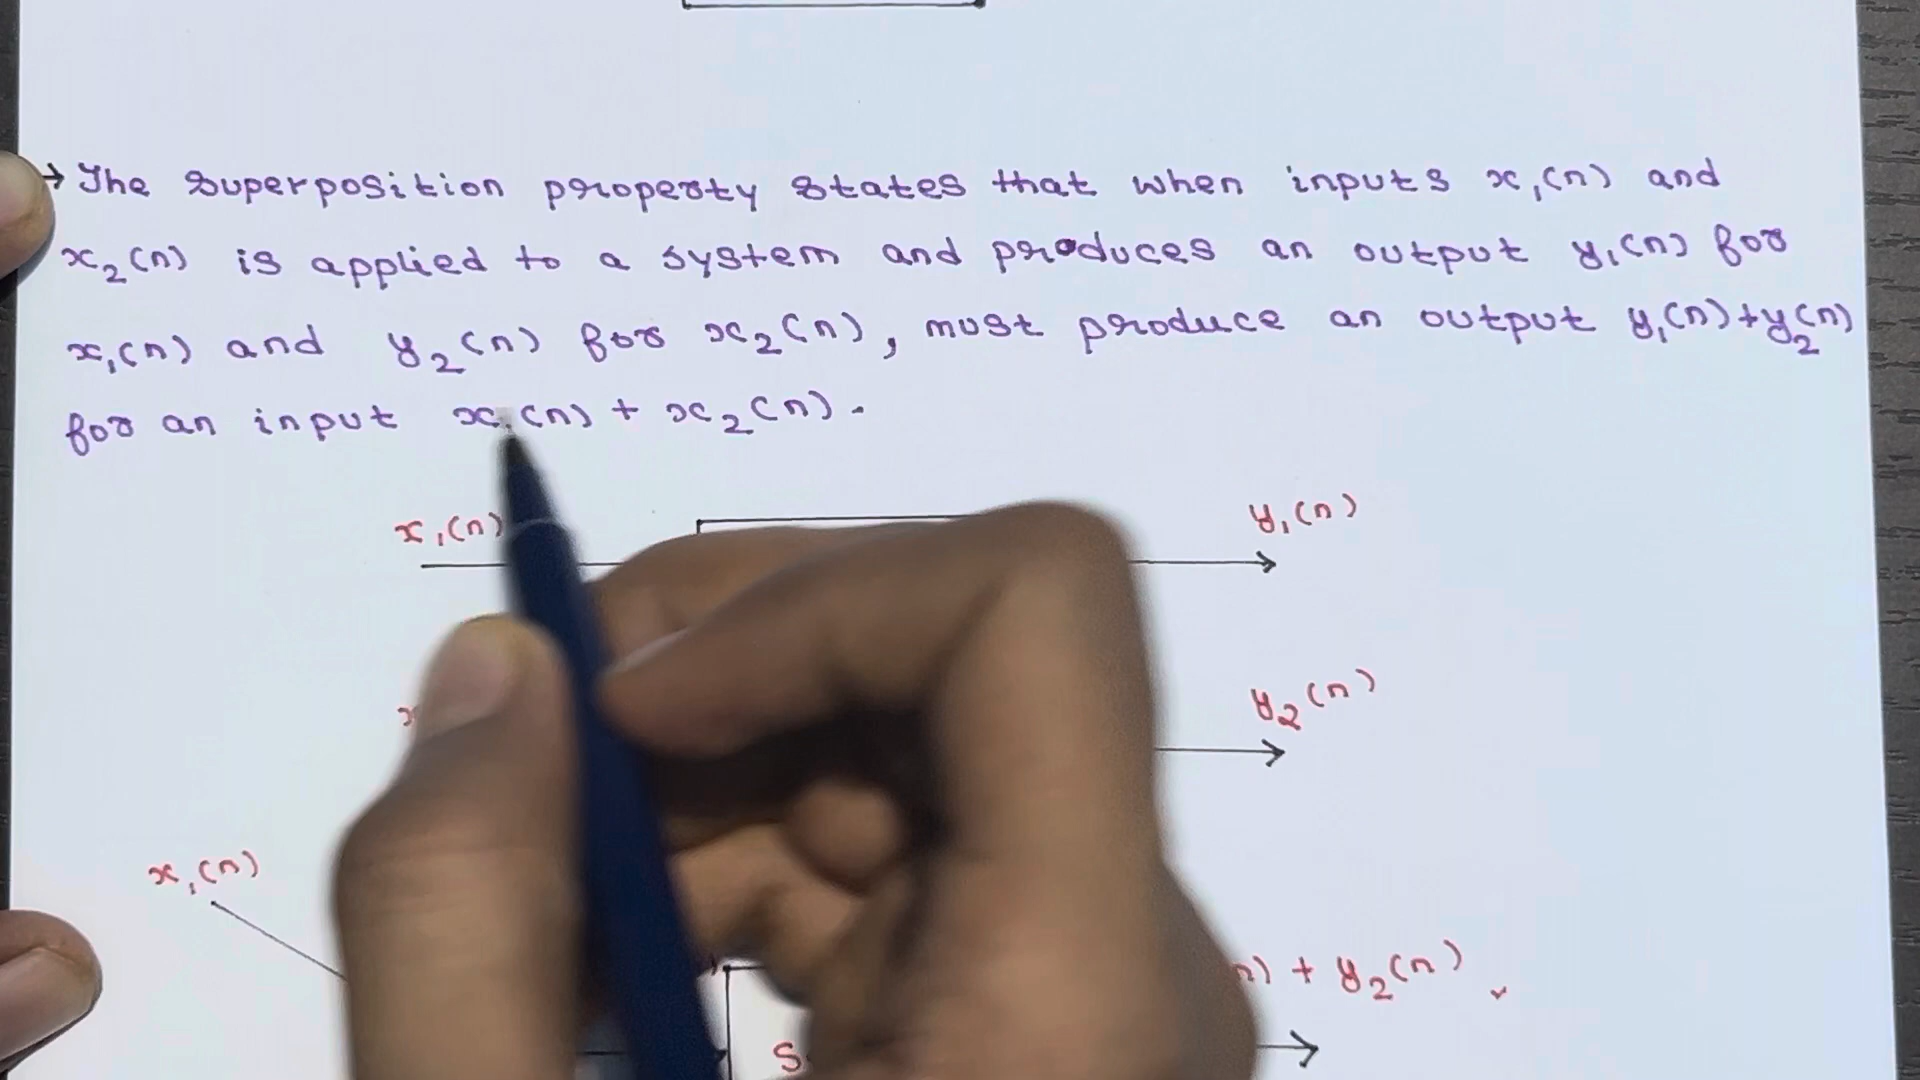 → The superposition property states that when inputs x₁(n) and
x₂(n) is applied to a system and produces an output y₁(n) for
x₁(n) and y₂(n) for x₂(n), must produce an output y₁(n)+y₂(n)
for an input x₁(n) + x₂(n).
x₁(n) y₁(n)
y₂(n)
x₁(n)
n) + y₂(n)